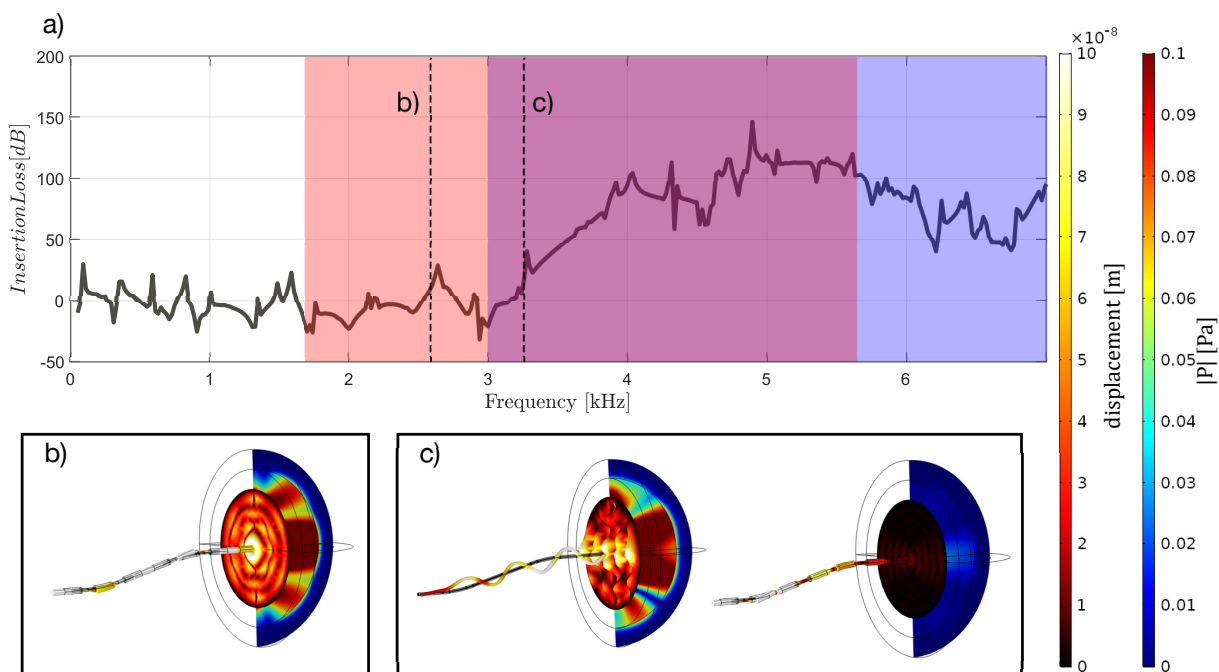 a)
200
150
100
50
0
-50
InsertionLoss[dB]
b)
c)
0 1 2 3 4 5 6
Frequency [kHz]
×10⁻⁸
10
9
8
7
6
5
4
3
2
1
0
displacement [m]
0.1
0.09
0.08
0.07
0.06
0.05
0.04
0.03
0.02
0.01
0
|P| [Pa]
b)
c)